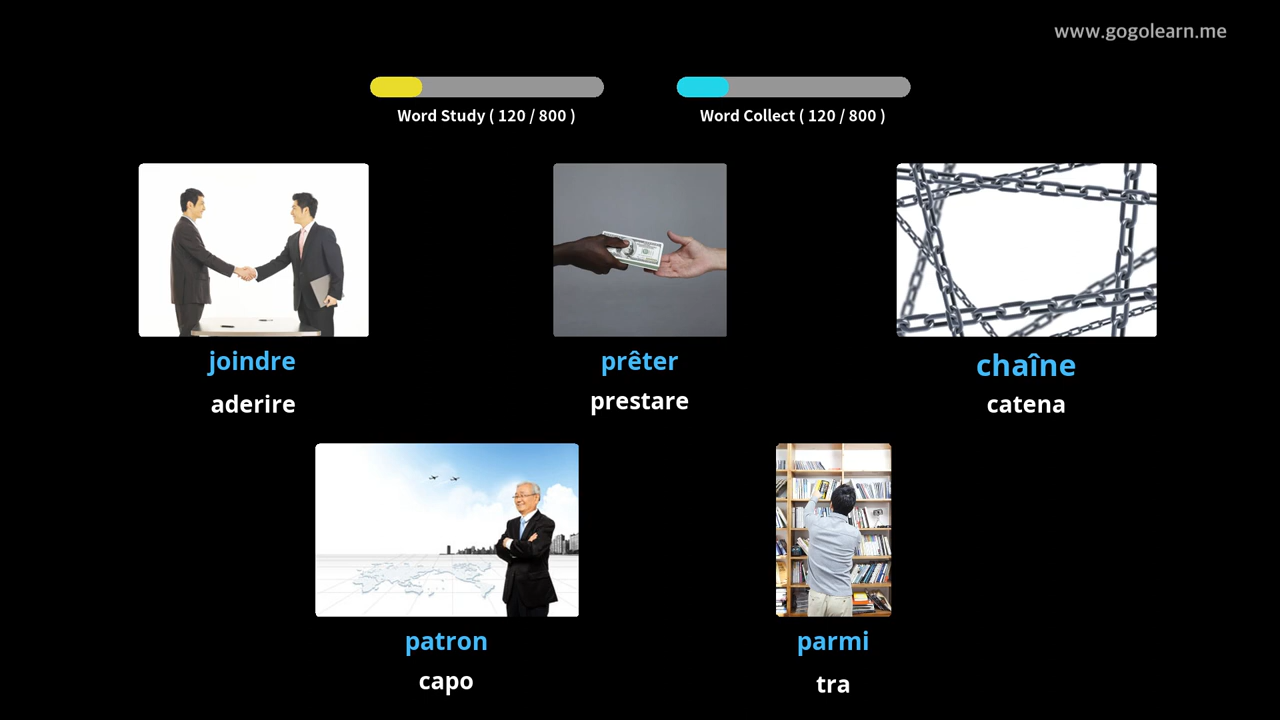 www.gogolearn.me
Word Study ( 120 / 800 )
Word Collect ( 120 / 800 )
joindre
aderire
prêter
prestare
chaîne
catena
patron
capo
parmi
tra